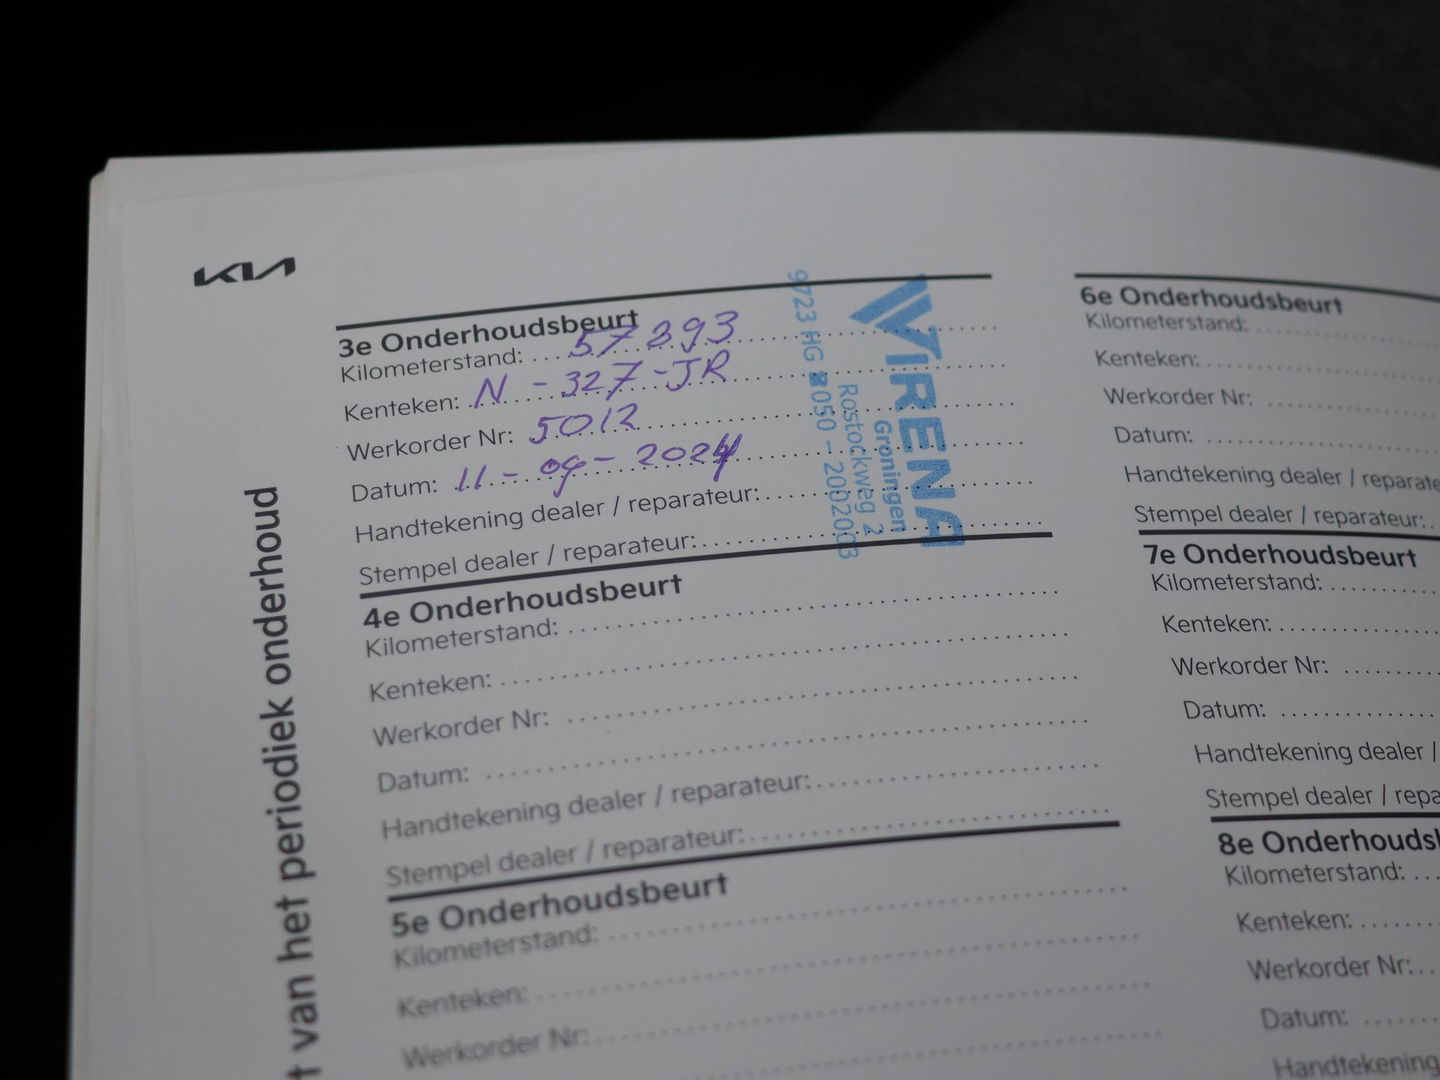 KIA
t van het periodiek onderhoud
3e Onderhoudsbeurt
Kilometerstand: 57 393
Kenteken: N - 327 - JR
Werkorder Nr: 5012
Datum: 11 - 09 - 2024
Handtekening dealer / reparateur:
Stempel dealer / reparateur:
VIRENA
Groningen
Rostockweg 2
9723 HG 050 - 2002003
4e Onderhoudsbeurt
Kilometerstand:
Kenteken:
Werkorder Nr:
Datum:
Handtekening dealer / reparateur:
Stempel dealer / reparateur:
5e Onderhoudsbeurt
Kilometerstand:
Kenteken:
Werkorder Nr:
6e Onderhoudsbeurt
Kilometerstand:
Kenteken:
Werkorder Nr:
Datum:
Handtekening dealer / reparate
Stempel dealer / reparateur:
7e Onderhoudsbeurt
Kilometerstand:
Kenteken:
Werkorder Nr:
Datum:
Handtekening dealer /
Stempel dealer / repa
8e Onderhoudsb
Kilometerstand:
Kenteken:
Werkorder Nr:
Datum:
Handtekening